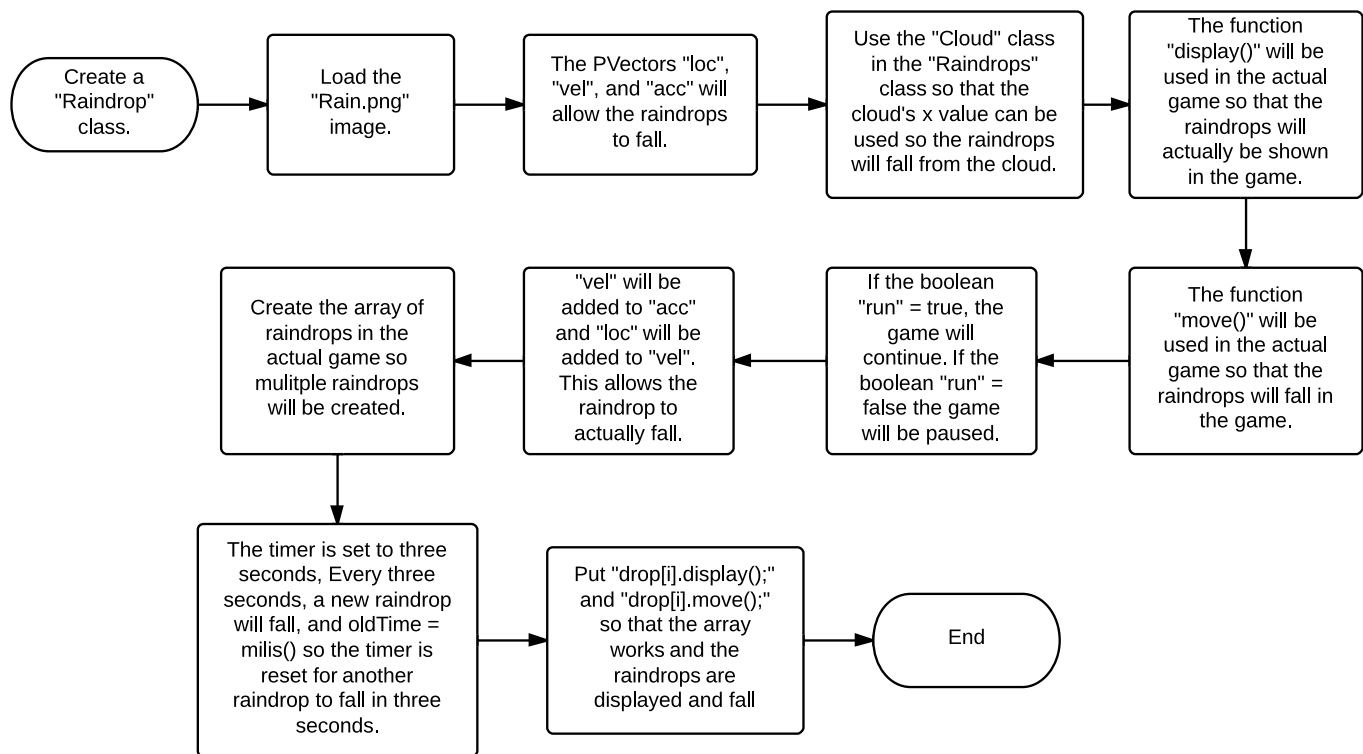 Create a
"Raindrop"
class.
Load the
"Rain.png"
image.
The PVectors "loc",
"vel", and "acc" will
allow the raindrops
to fall.
Use the "Cloud" class
in the "Raindrops"
class so that the
cloud's x value can be
used so the raindrops
will fall from the cloud.
The function
"display()" will be
used in the actual
game so that the
raindrops will
actually be shown
in the game.
The function
"move()" will be
used in the actual
game so that the
raindrops will fall in
the game.
If the boolean
"run" = true, the
game will
continue. If the
boolean "run" =
false the game
will be paused.
"vel" will be
added to "acc"
and "loc" will be
added to "vel".
This allows the
raindrop to
actually fall.
Create the array of
raindrops in the
actual game so
mulitple raindrops
will be created.
The timer is set to three
seconds, Every three
seconds, a new raindrop
will fall, and oldTime =
milis() so the timer is
reset for another
raindrop to fall in three
seconds.
Put "drop[i].display();"
and "drop[i].move();"
so that the array
works and the
raindrops are
displayed and fall
End